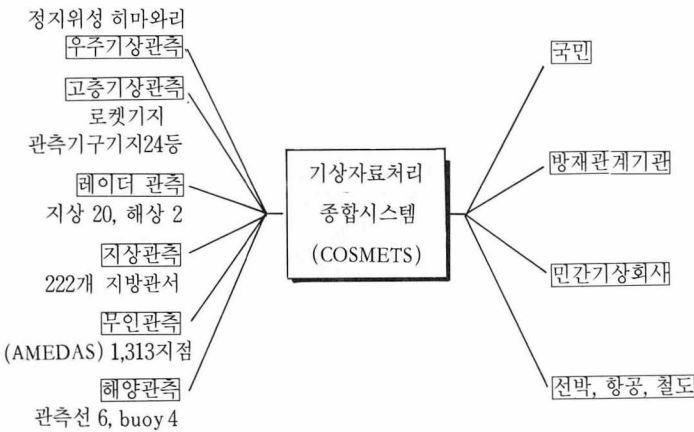 정지위성 히마와리
우주기상관측
고층기상관측
로켓기지
관측기구기지24등
레이더 관측
지상 20, 해상 2
지상관측
222개 지방관서
무인관측
(AMEDAS) 1,313지점
해양관측
관측선 6, buoy 4
기상자료처리
종합시스템
(COSMETS)
국민
방재관계기관
민간기상회사
선박, 항공, 철도